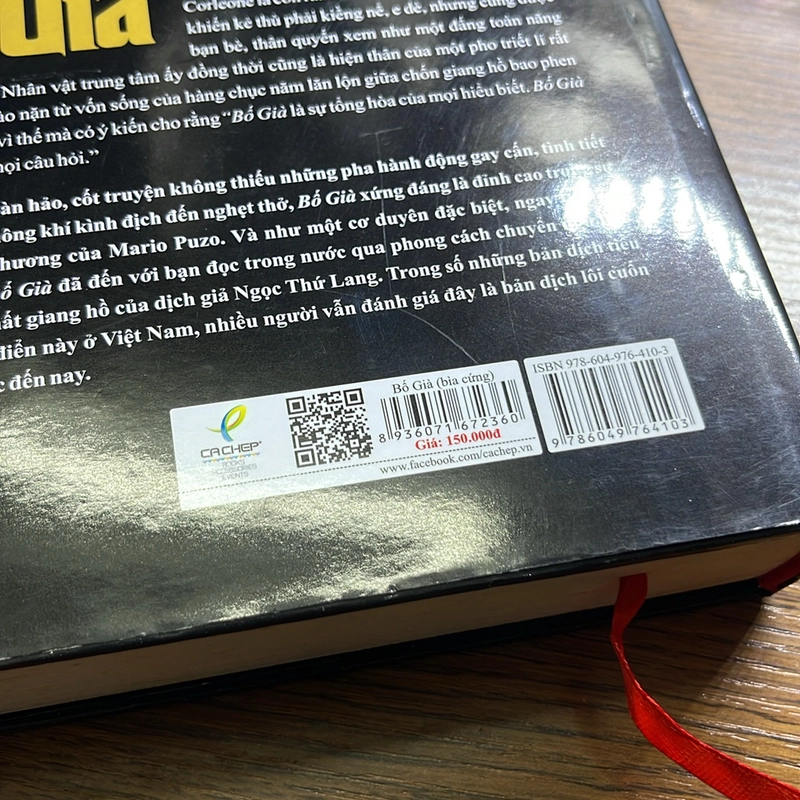 Già
khiến kẻ thù phải kiêng nể, e dè, nhưng cũng được
bạn bè, thân quyến xem như một đấng toàn năng
Nhân vật trung tâm ấy đồng thời cũng là hiện thân của một pho triết lí rất
nặn từ vốn sống của hàng chục năm lăn lộn giữa chốn giang hồ bao phen
vì thế mà có ý kiến cho rằng “Bố Già là sự tổng hòa của mọi hiểu biết. Bố Già
mọi câu hỏi.”
hảo, cốt truyện không thiếu những pha hành động gay cấn, tình tiết
không khí kình địch đến nghẹt thở, Bố Già xứng đáng là đỉnh cao trong
chương của Mario Puzo. Và như một cơ duyên đặc biệt, ngay
Bố Già đã đến với bạn đọc trong nước qua phong cách chuyển
chất giang hồ của dịch giả Ngọc Thứ Lang. Trong số những bản dịch tiểu
điển này ở Việt Nam, nhiều người vẫn đánh giá đây là bản dịch lôi cuốn
đến nay.
CACHEP
BOOKS
ACCESSORIES
EVENTS
Bố Già (bìa cứng)
8 936071 672360
Giá: 150.000đ
www.facebook.com/cachep.vn
ISBN 978-604-976-410-3
9 786049 764103